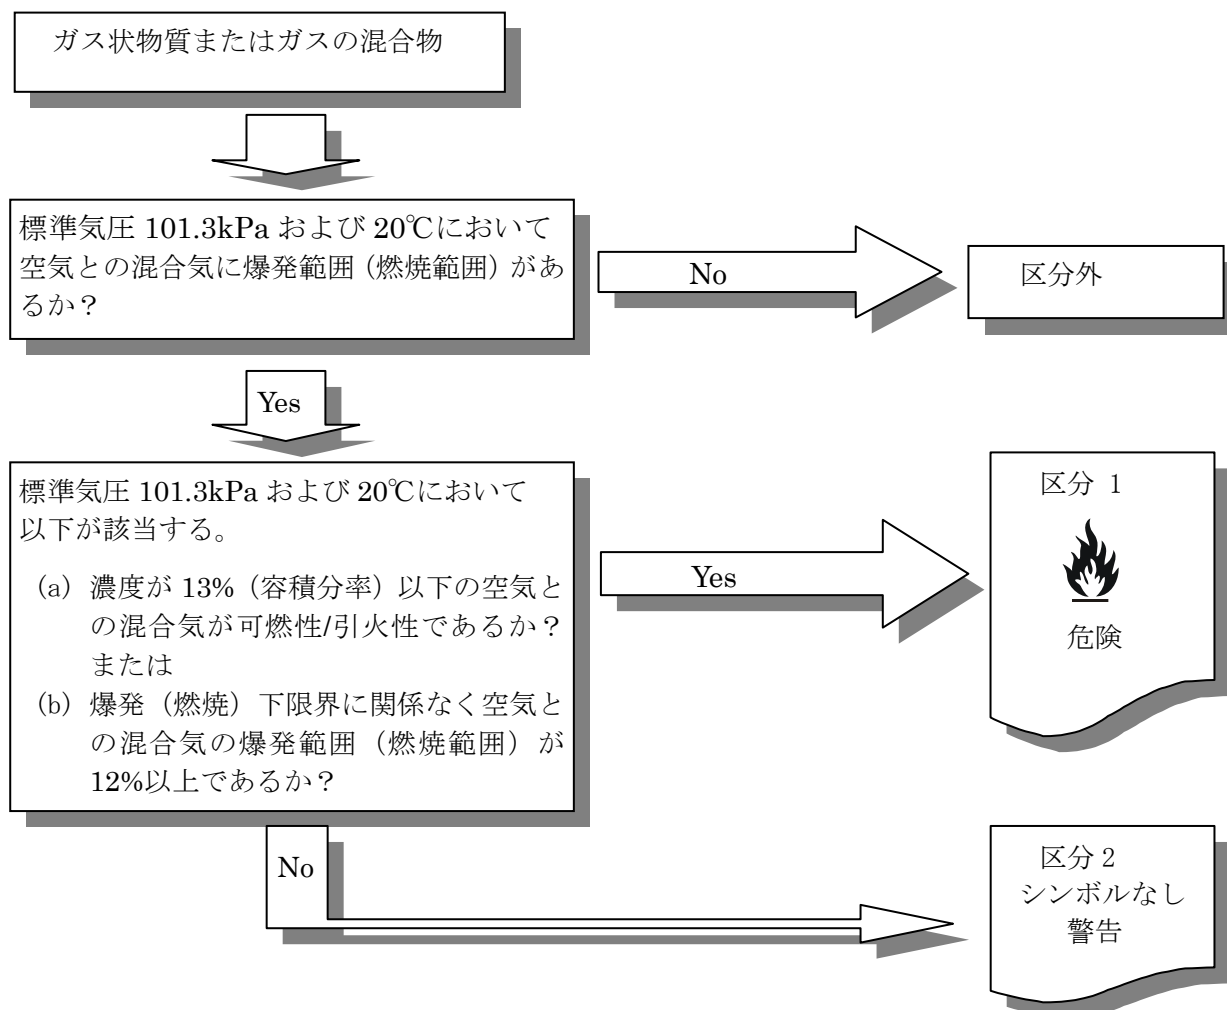 ガス状物質またはガスの混合物
標準気圧 101.3kPa および 20℃において
空気との混合気に爆発範囲（燃焼範囲）があ
るか？
No
区分外
Yes
標準気圧 101.3kPa および 20℃において
以下が該当する。
(a) 濃度が 13%（容積分率）以下の空気と
の混合気が可燃性/引火性であるか？
または
(b) 爆発（燃焼）下限界に関係なく空気と
の混合気の爆発範囲（燃焼範囲）が
12%以上であるか？
Yes
区分 1
危険
No
区分 2
シンボルなし
警告